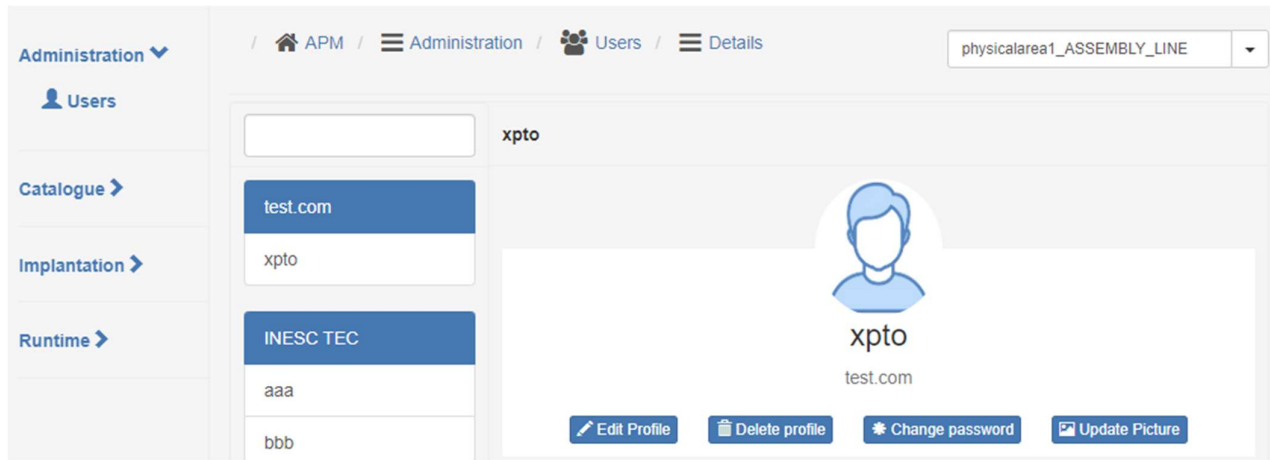 Administration
Users
Catalogue
Implantation
Runtime
/ APM / Administration / Users / Details
physicalarea1_ASSEMBLY_LINE
test.com
xpto
INESC TEC
aaa
bbb
xpto
xpto
test.com
Edit Profile Delete profile Change password Update Picture